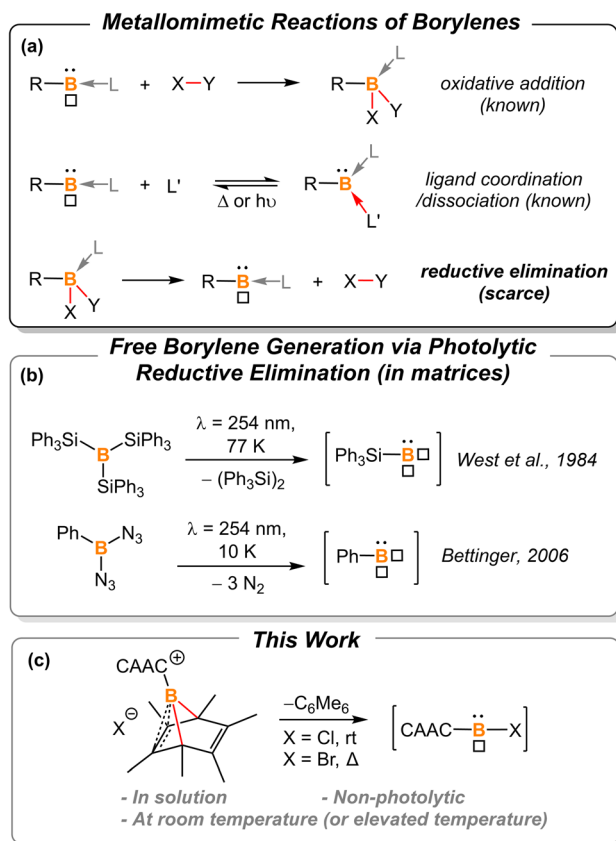 Metallomimetic Reactions of Borylenes
(a)
R B L + X Y R B L X Y oxidative addition
(known)
R B L + L' Δ or hυ R B L L' ligand coordination
/dissociation (known)
R B L X Y R B L + X Y reductive elimination
(scarce)
Free Borylene Generation via Photolytic
Reductive Elimination (in matrices)
(b)
Ph₃Si B SiPh₃ SiPh₃
λ = 254 nm,
77 K
– (Ph₃Si)₂
Ph₃Si B
West et al., 1984
Ph B N₃ N₃
λ = 254 nm,
10 K
– 3 N₂
Ph B
Bettinger, 2006
This Work
(c)
CAAC ⊕
B
X ⊖
–C₆Me₆
X = Cl, rt
X = Br, Δ
CAAC B X
- In solution - Non-photolytic
- At room temperature (or elevated temperature)